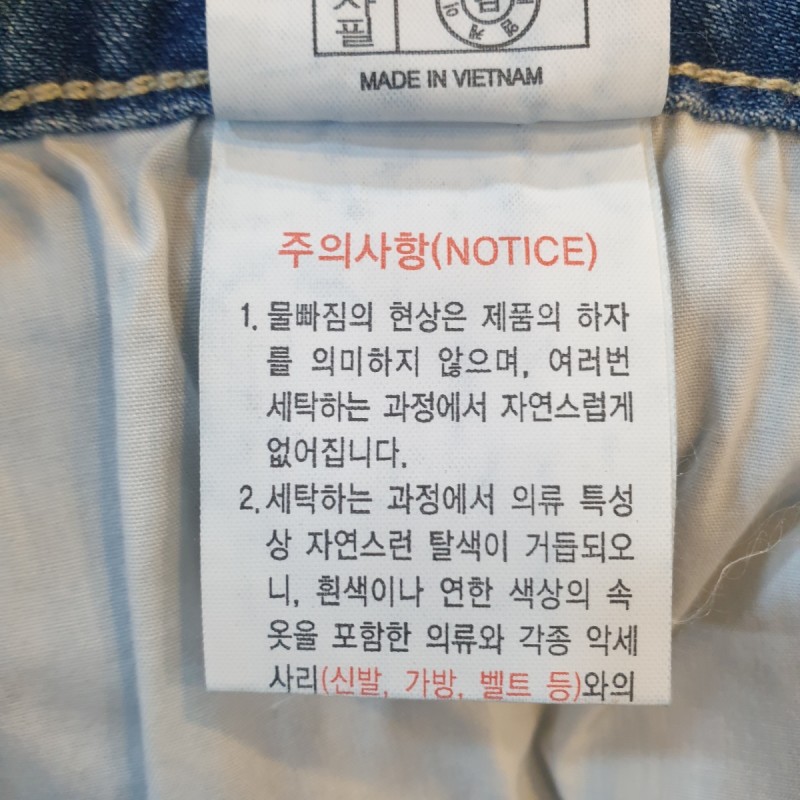 필
MADE IN VIETNAM
주의사항(NOTICE)
1. 물빠짐의 현상은 제품의 하자
를 의미하지 않으며, 여러번
세탁하는 과정에서 자연스럽게
없어집니다.
2. 세탁하는 과정에서 의류 특성
상 자연스런 탈색이 거듭되오
니, 흰색이나 연한 색상의 속
옷을 포함한 의류와 각종 악세
사리(신발, 가방, 벨트 등)와의